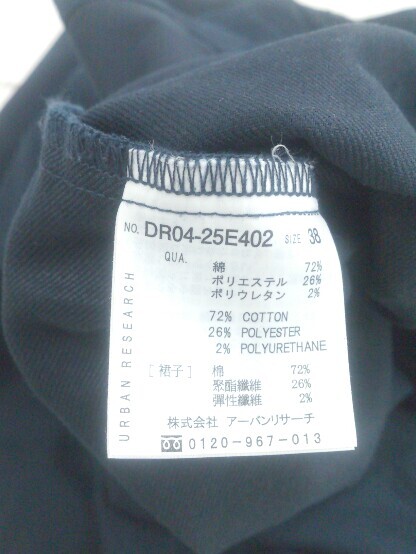 NO. DR04-25E402 SIZE 38
QUA.
綿 72%
ポリエステル 26%
ポリウレタン 2%
72% COTTON
26% POLYESTER
2% POLYURETHANE
[裙子] 棉 72%
聚酯纖維 26%
彈性纖維 2%
株式会社 アーバンリサーチ
0120-967-013
URBAN RESEARCH